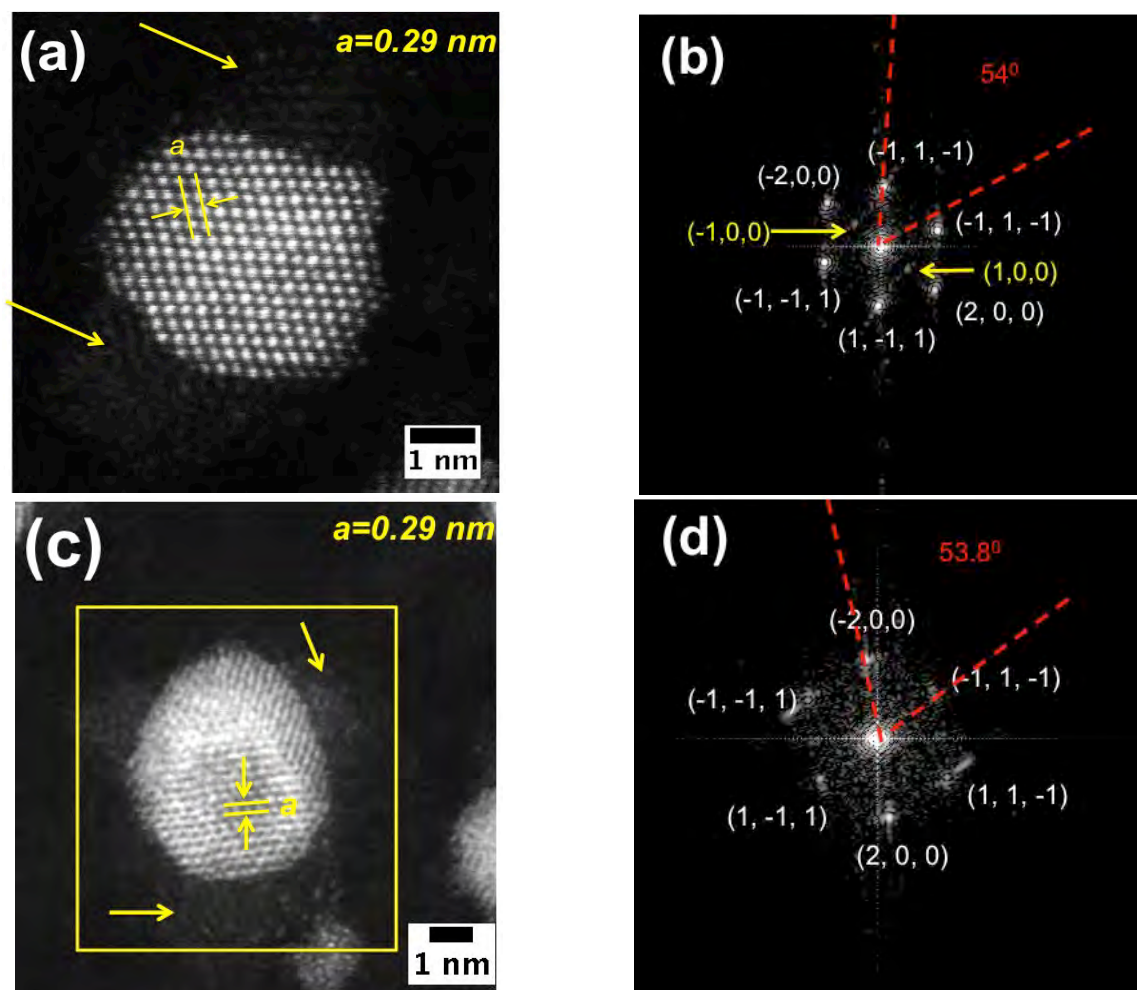 (a)
a=0.29 nm
a
1 nm
(b)
54⁰
(-1, 1, -1)
(-2,0,0)
(-1,0,0)
(-1, 1, -1)
(1,0,0)
(-1, -1, 1)
(2, 0, 0)
(1, -1, 1)
(c)
a=0.29 nm
a
1 nm
(d)
53.8⁰
(-2,0,0)
(-1, 1, -1)
(-1, -1, 1)
(1, 1, -1)
(1, -1, 1)
(2, 0, 0)